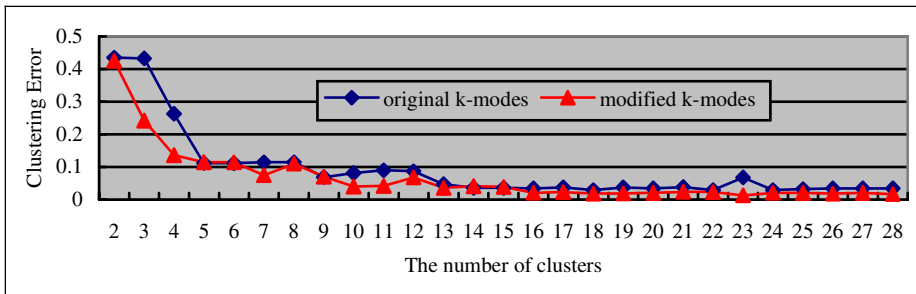 0.5
0.4
0.3
0.2
0.1
0
Clustering Error
original k-modes modified k-modes
2 3 4 5 6 7 8 9 10 11 12 13 14 15 16 17 18 19 20 21 22 23 24 25 26 27 28
The number of clusters